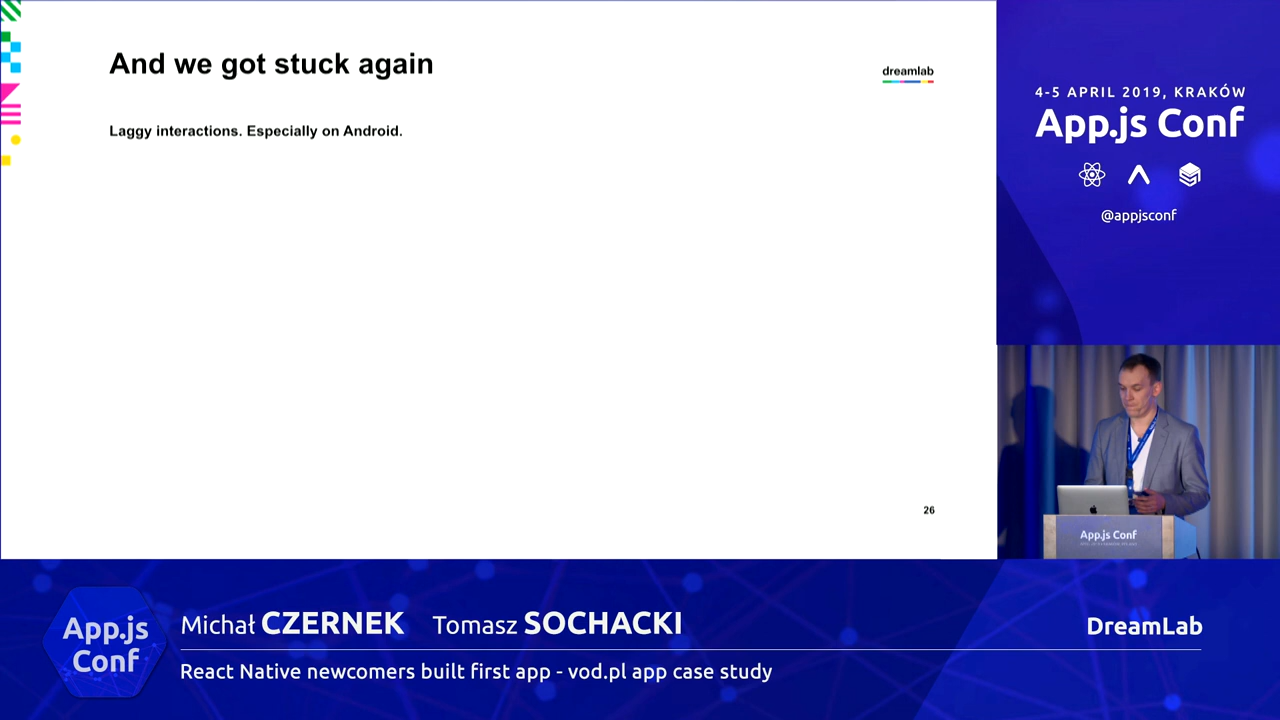 And we got stuck again
dreamlab
Laggy interactions. Especially on Android.
26
4-5 APRIL 2019, KRAKÓW
App.js Conf
@appjsconf
App.js Conf
App.js
Conf
Michał CZERNEK Tomasz SOCHACKI
DreamLab
React Native newcomers built first app - vod.pl app case study